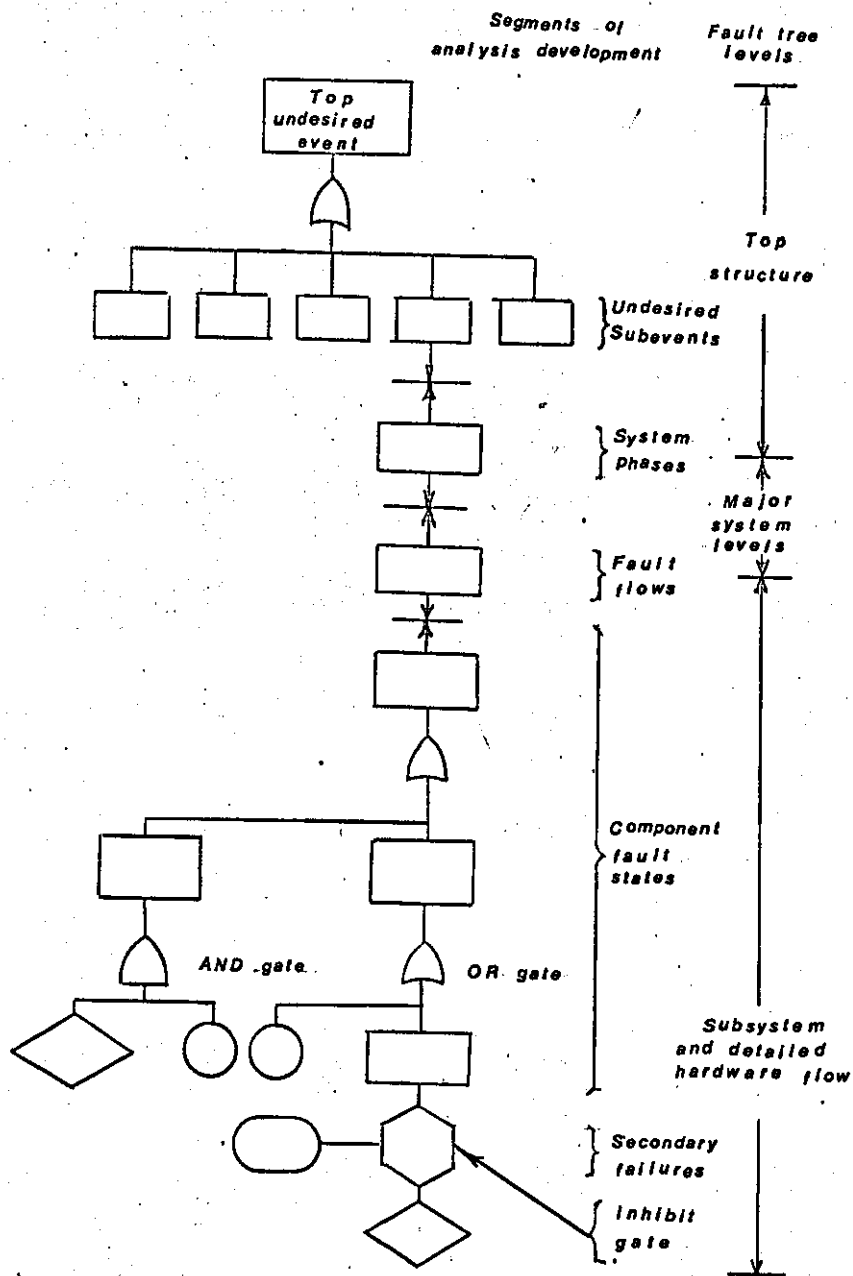 Segments of
analysis development
Fault tree
levels
Top
undesired
event
Top
structure
Undesired
Subevents
System
phases
Major
system
levels
Fault
flows
Component
fault
states
AND gate
OR gate
Subsystem
and detailed
hardware flow
Secondary
failures
Inhibit
gate